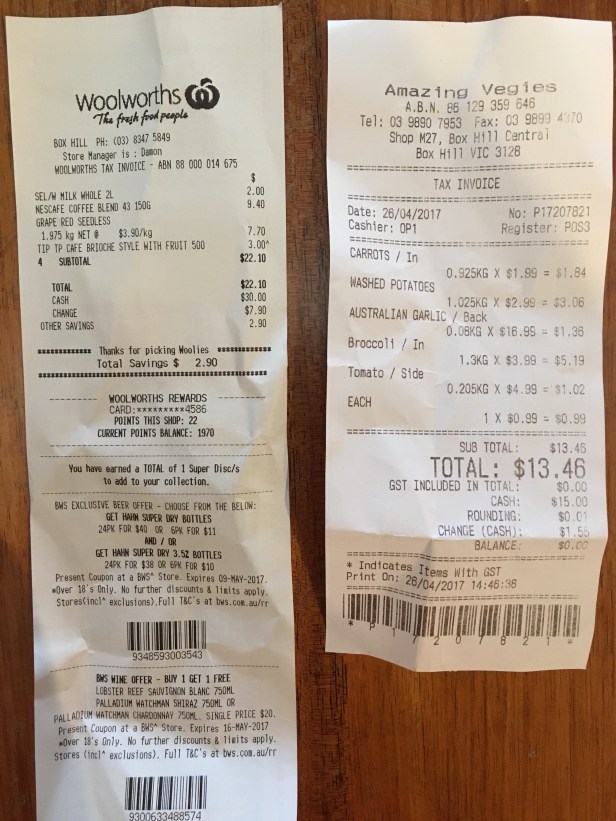 Woolworths
The fresh food people
BOX HILL PH: (03) 8347 5849
Store Manager is : Damon
WOOLWORTHS TAX INVOICE - ABN 88 000 014 675
$
SEL/W MILK WHOLE 2L 2.00
NESCAFE COFFEE BLEND 43 150G 9.40
GRAPE RED SEEDLESS
1.975 kg NET @ $3.90/kg 7.70
TIP TP CAFE BRIOCHE STYLE WITH FRUIT 500 3.00^
4 SUBTOTAL $22.10
TOTAL $22.10
CASH $30.00
CHANGE $7.90
OTHER SAVINGS 2.90
Thanks for picking Woolies
Total Savings $ 2.90
WOOLWORTHS REWARDS
CARD:*********4586
POINTS THIS SHOP: 22
CURRENT POINTS BALANCE: 1970
You have earned a TOTAL of 1 Super Disc/s
to add to your collection.
BWS EXCLUSIVE BEER OFFER - CHOOSE FROM THE BELOW:
GET HAHN SUPER DRY BOTTLES
24PK FOR $40 OR 6PK FOR $11
AND / OR
GET HAHN SUPER DRY 3.5% BOTTLES
24PK FOR $38 OR 6PK FOR $10
Present Coupon at a BWS^ Store. Expires 09-MAY-2017.
*Over 18's Only. No further discounts & limits apply.
Stores(incl^ exclusions).Full T&C's at bws.com.au/rr
9348593003543
BWS WINE OFFER - BUY 1 GET 1 FREE
LOBSTER REEF SAUVIGNON BLANC 750ML
PALLADIUM WATCHMAN SHIRAZ 750ML OR
PALLADIUM WATCHMAN CHARDONNAY 750ML. SINGLE PRICE $20.
Present Coupon at a BWS^ Store. Expires 16-MAY-2017
*Over 18's Only. No further discounts & limits apply.
Stores (incl^ exclusions). Full T&C's at bws.com.au/rr
9300633488574
Amazing Vegies
A.B.N. 86 129 359 646
Tel: 03 9890 7953 Fax: 03 9899
Shop M27, Box Hill Central
Box Hill VIC 3128
TAX INVOICE
Date: 26/04/2017 No: P17207821
Cashier: OP1 Register: POS3
CARROTS / In
0.925KG X $1.99 = $1.84
WASHED POTATOES
1.025KG X $2.99 = $3.06
AUSTRALIAN GARLIC / Back
0.08KG X $16.99 = $1.36
Broccoli / In
1.3KG X $3.99 = $5.19
Tomato / Side
0.205KG X $4.99 = $1.02
EACH
1 X $0.99 = $0.99
SUB TOTAL: $13.46
TOTAL: $13.46
GST INCLUDED IN TOTAL: $0.00
CASH: $15.00
ROUNDING: $0.01
CHANGE (CASH): $1.55
BALANCE: $0.00
* Indicates Items With GST
Print On: 26/04/2017 14:46:38
* P 1 7 2 0 7 8 2 1 *